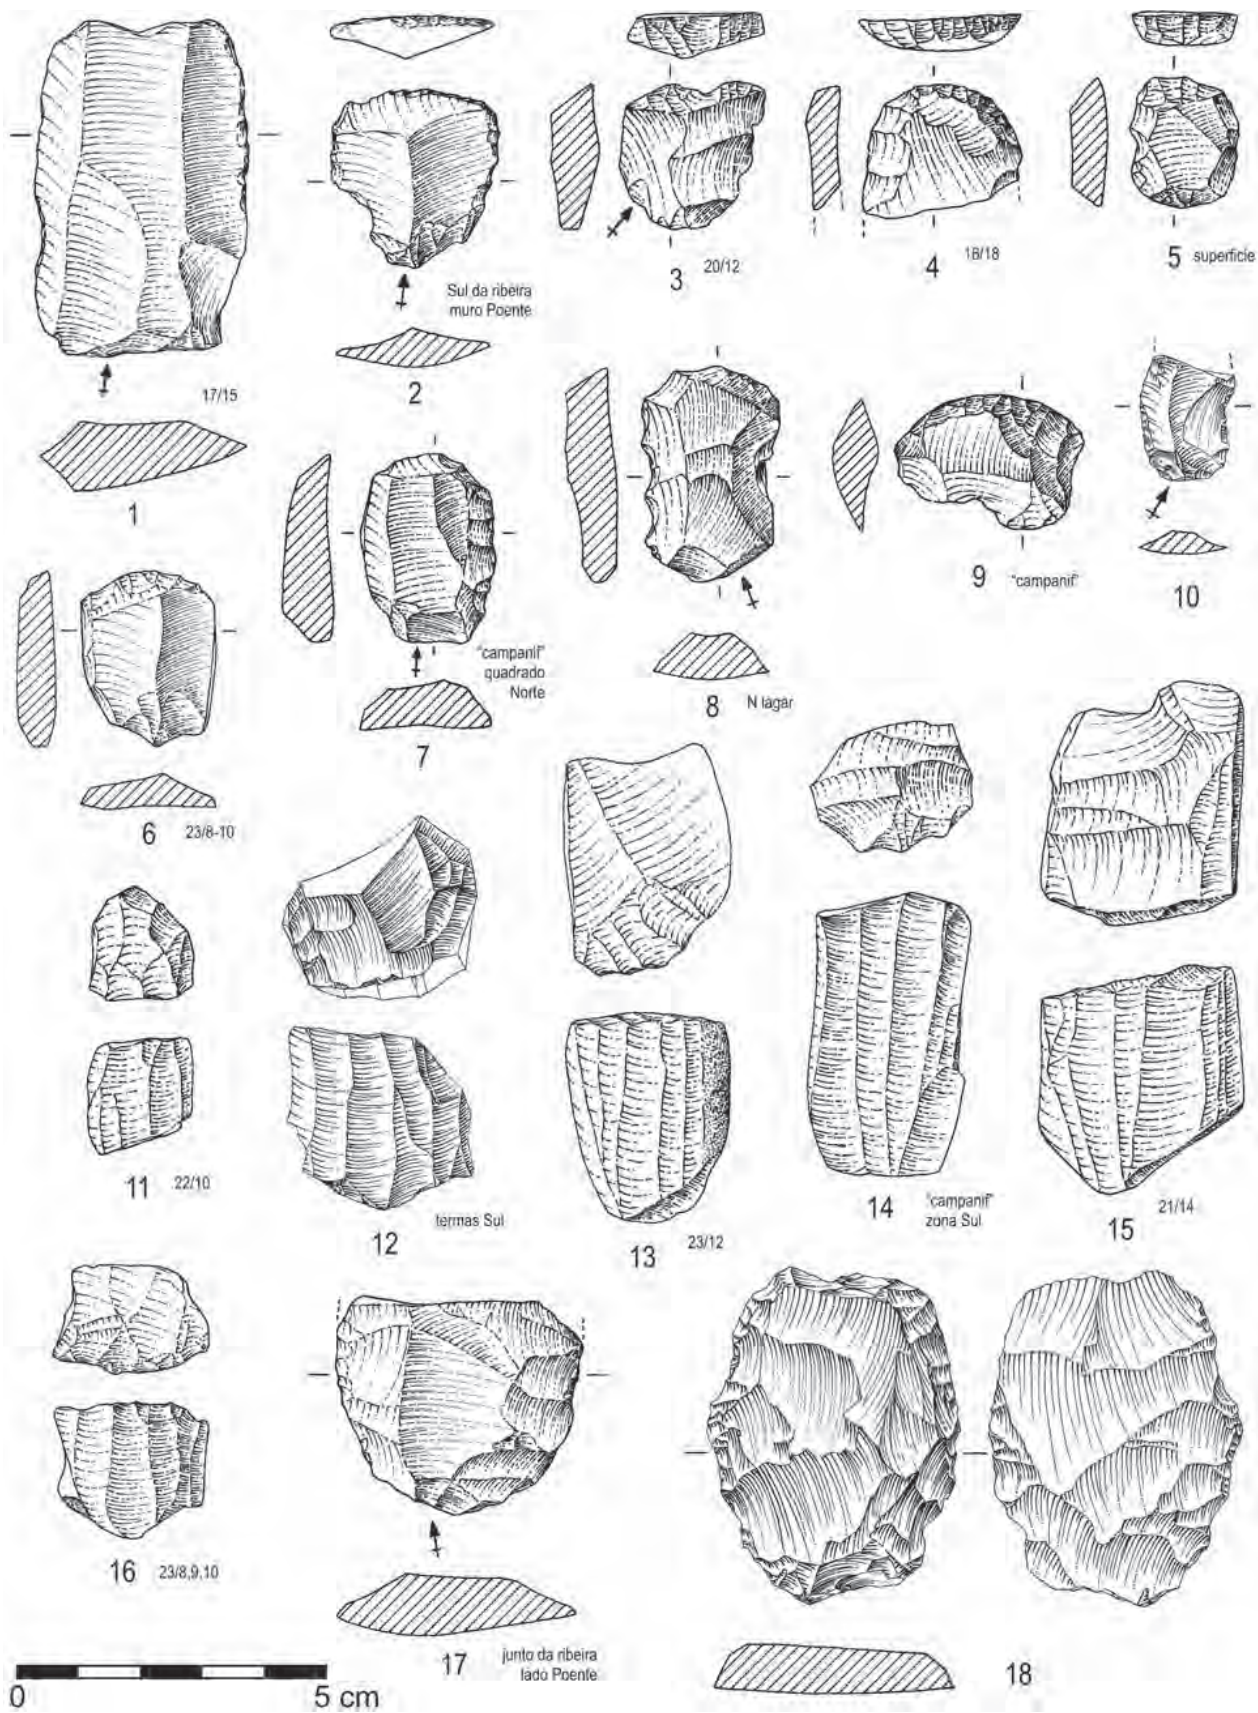 17/15
1
Sul da ribeira
muro Poente
2
3 20/12
4 18/18
5 superfície
6 23/8-10
"campanif"
quadrado
Norte
7
8 N lagar
9 "campanif"
10
11 22/10
12 termas Sul
13 23/12
14 "campanif"
zona Sul
15 21/14
16 23/8,9,10
17 junto da ribeira
lado Poente
18
0 5 cm